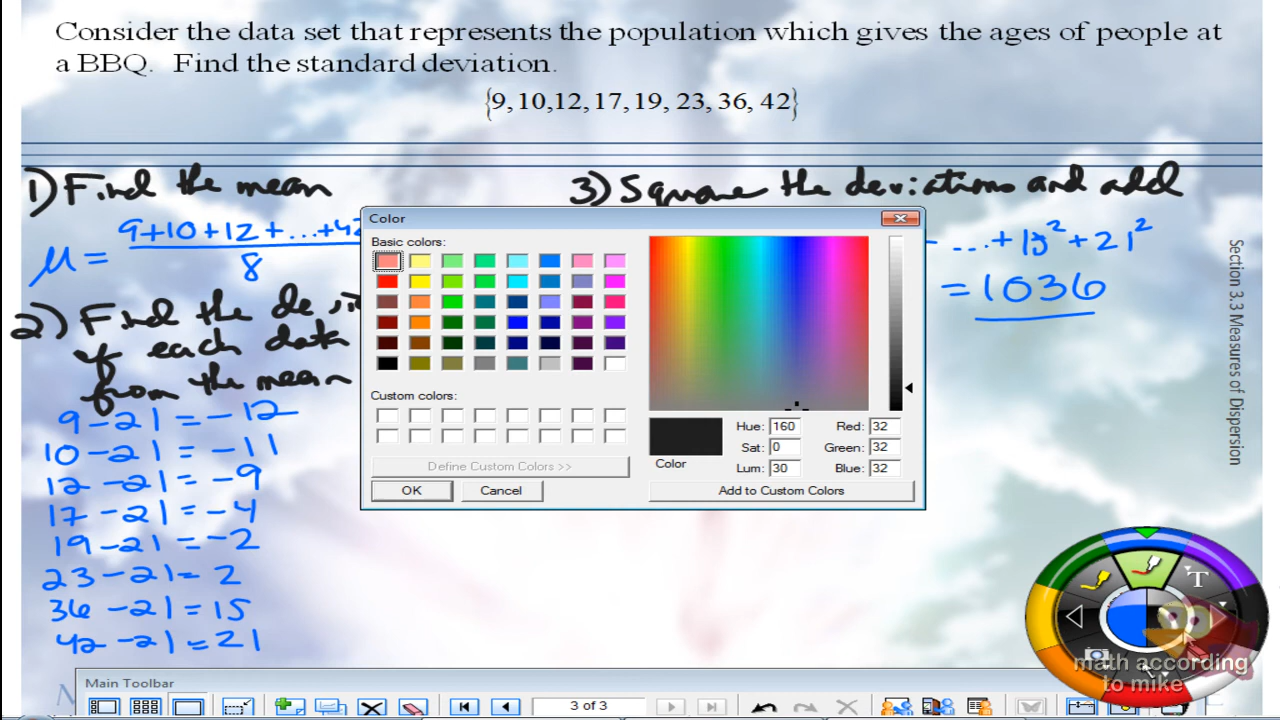 Consider the data set that represents the population which gives the ages of people at
a BBQ. Find the standard deviation.
{9, 10, 12, 17, 19, 23, 36, 42}
1) Find the mean
μ = 9+10+12+...+42
8
2) Find the devi
of each data
from the mean
9 - 21 = -12
10 - 21 = -11
12 - 21 = -9
17 - 21 = -4
19 - 21 = -2
23 - 21 = 2
36 - 21 = 15
42 - 21 = 21
3) Square the deviations and add
...+15²+21²
= 1036
Color
Basic colors:
Custom colors:
Define Custom Colors >>
OK
Cancel
Color
Hue: 160
Sat: 0
Lum: 30
Red: 32
Green: 32
Blue: 32
Add to Custom Colors
Section 3.3 Measures of Dispersion
T
math according
to mike
Main Toolbar
3 of 3